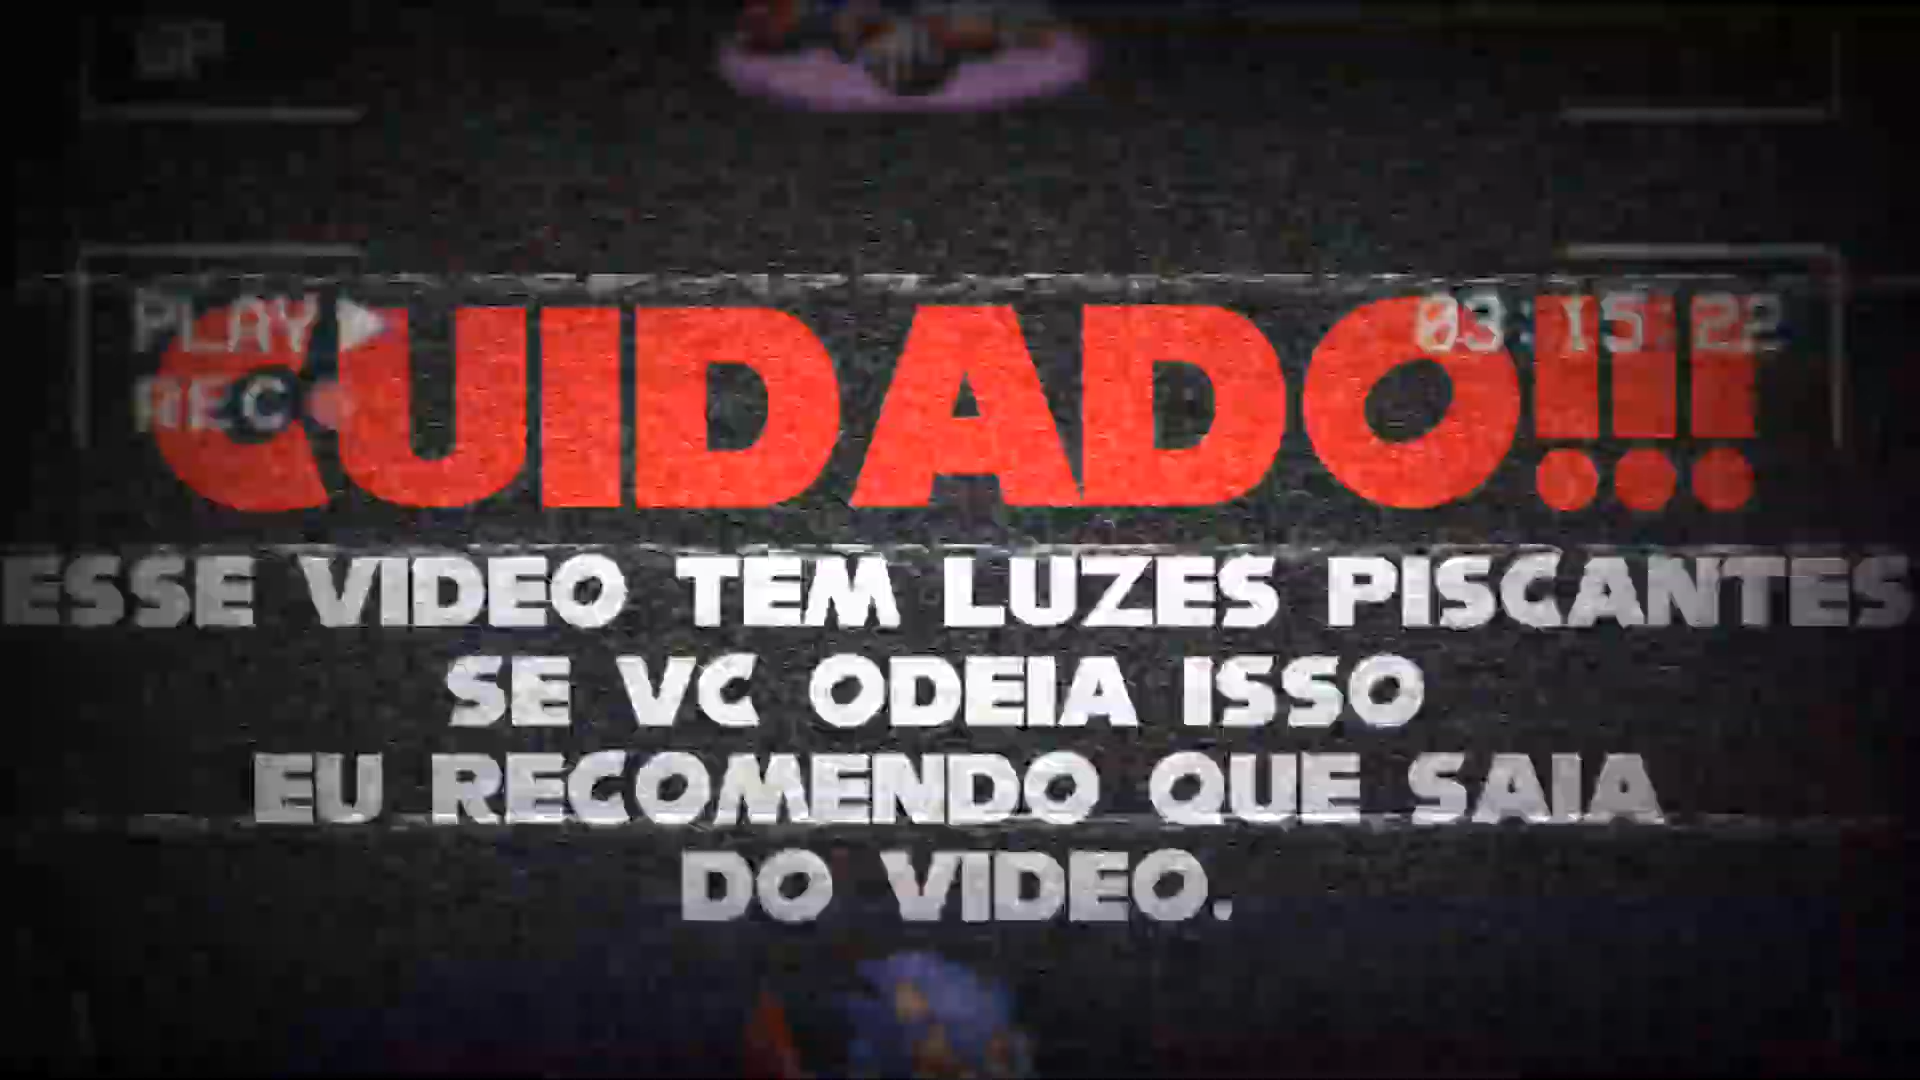 SP
PLAY
03:15:22
REC
CUIDADO!!!
ESSE VIDEO TEM LUZES PISCANTES
SE VC ODEIA ISSO
EU RECOMENDO QUE SAIA
DO VIDEO.